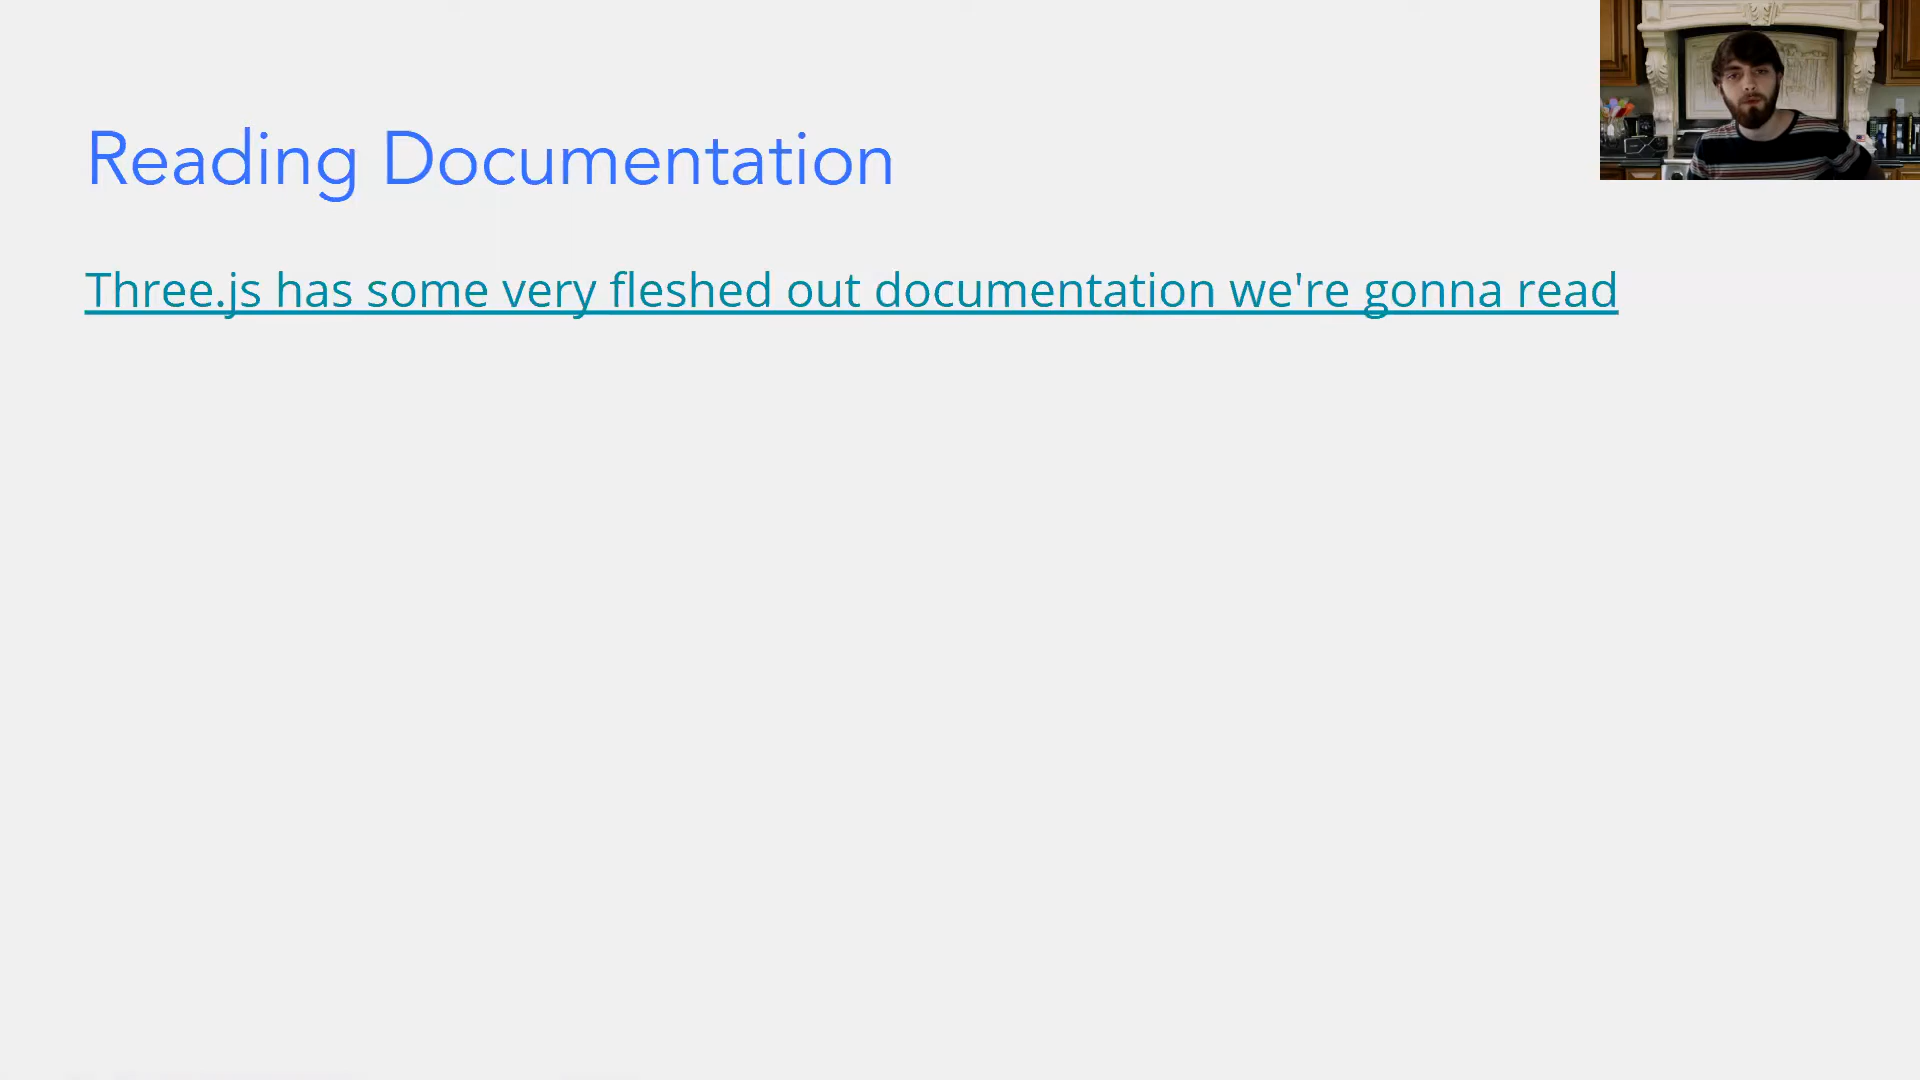 Reading Documentation
Three.js has some very fleshed out documentation we're gonna read